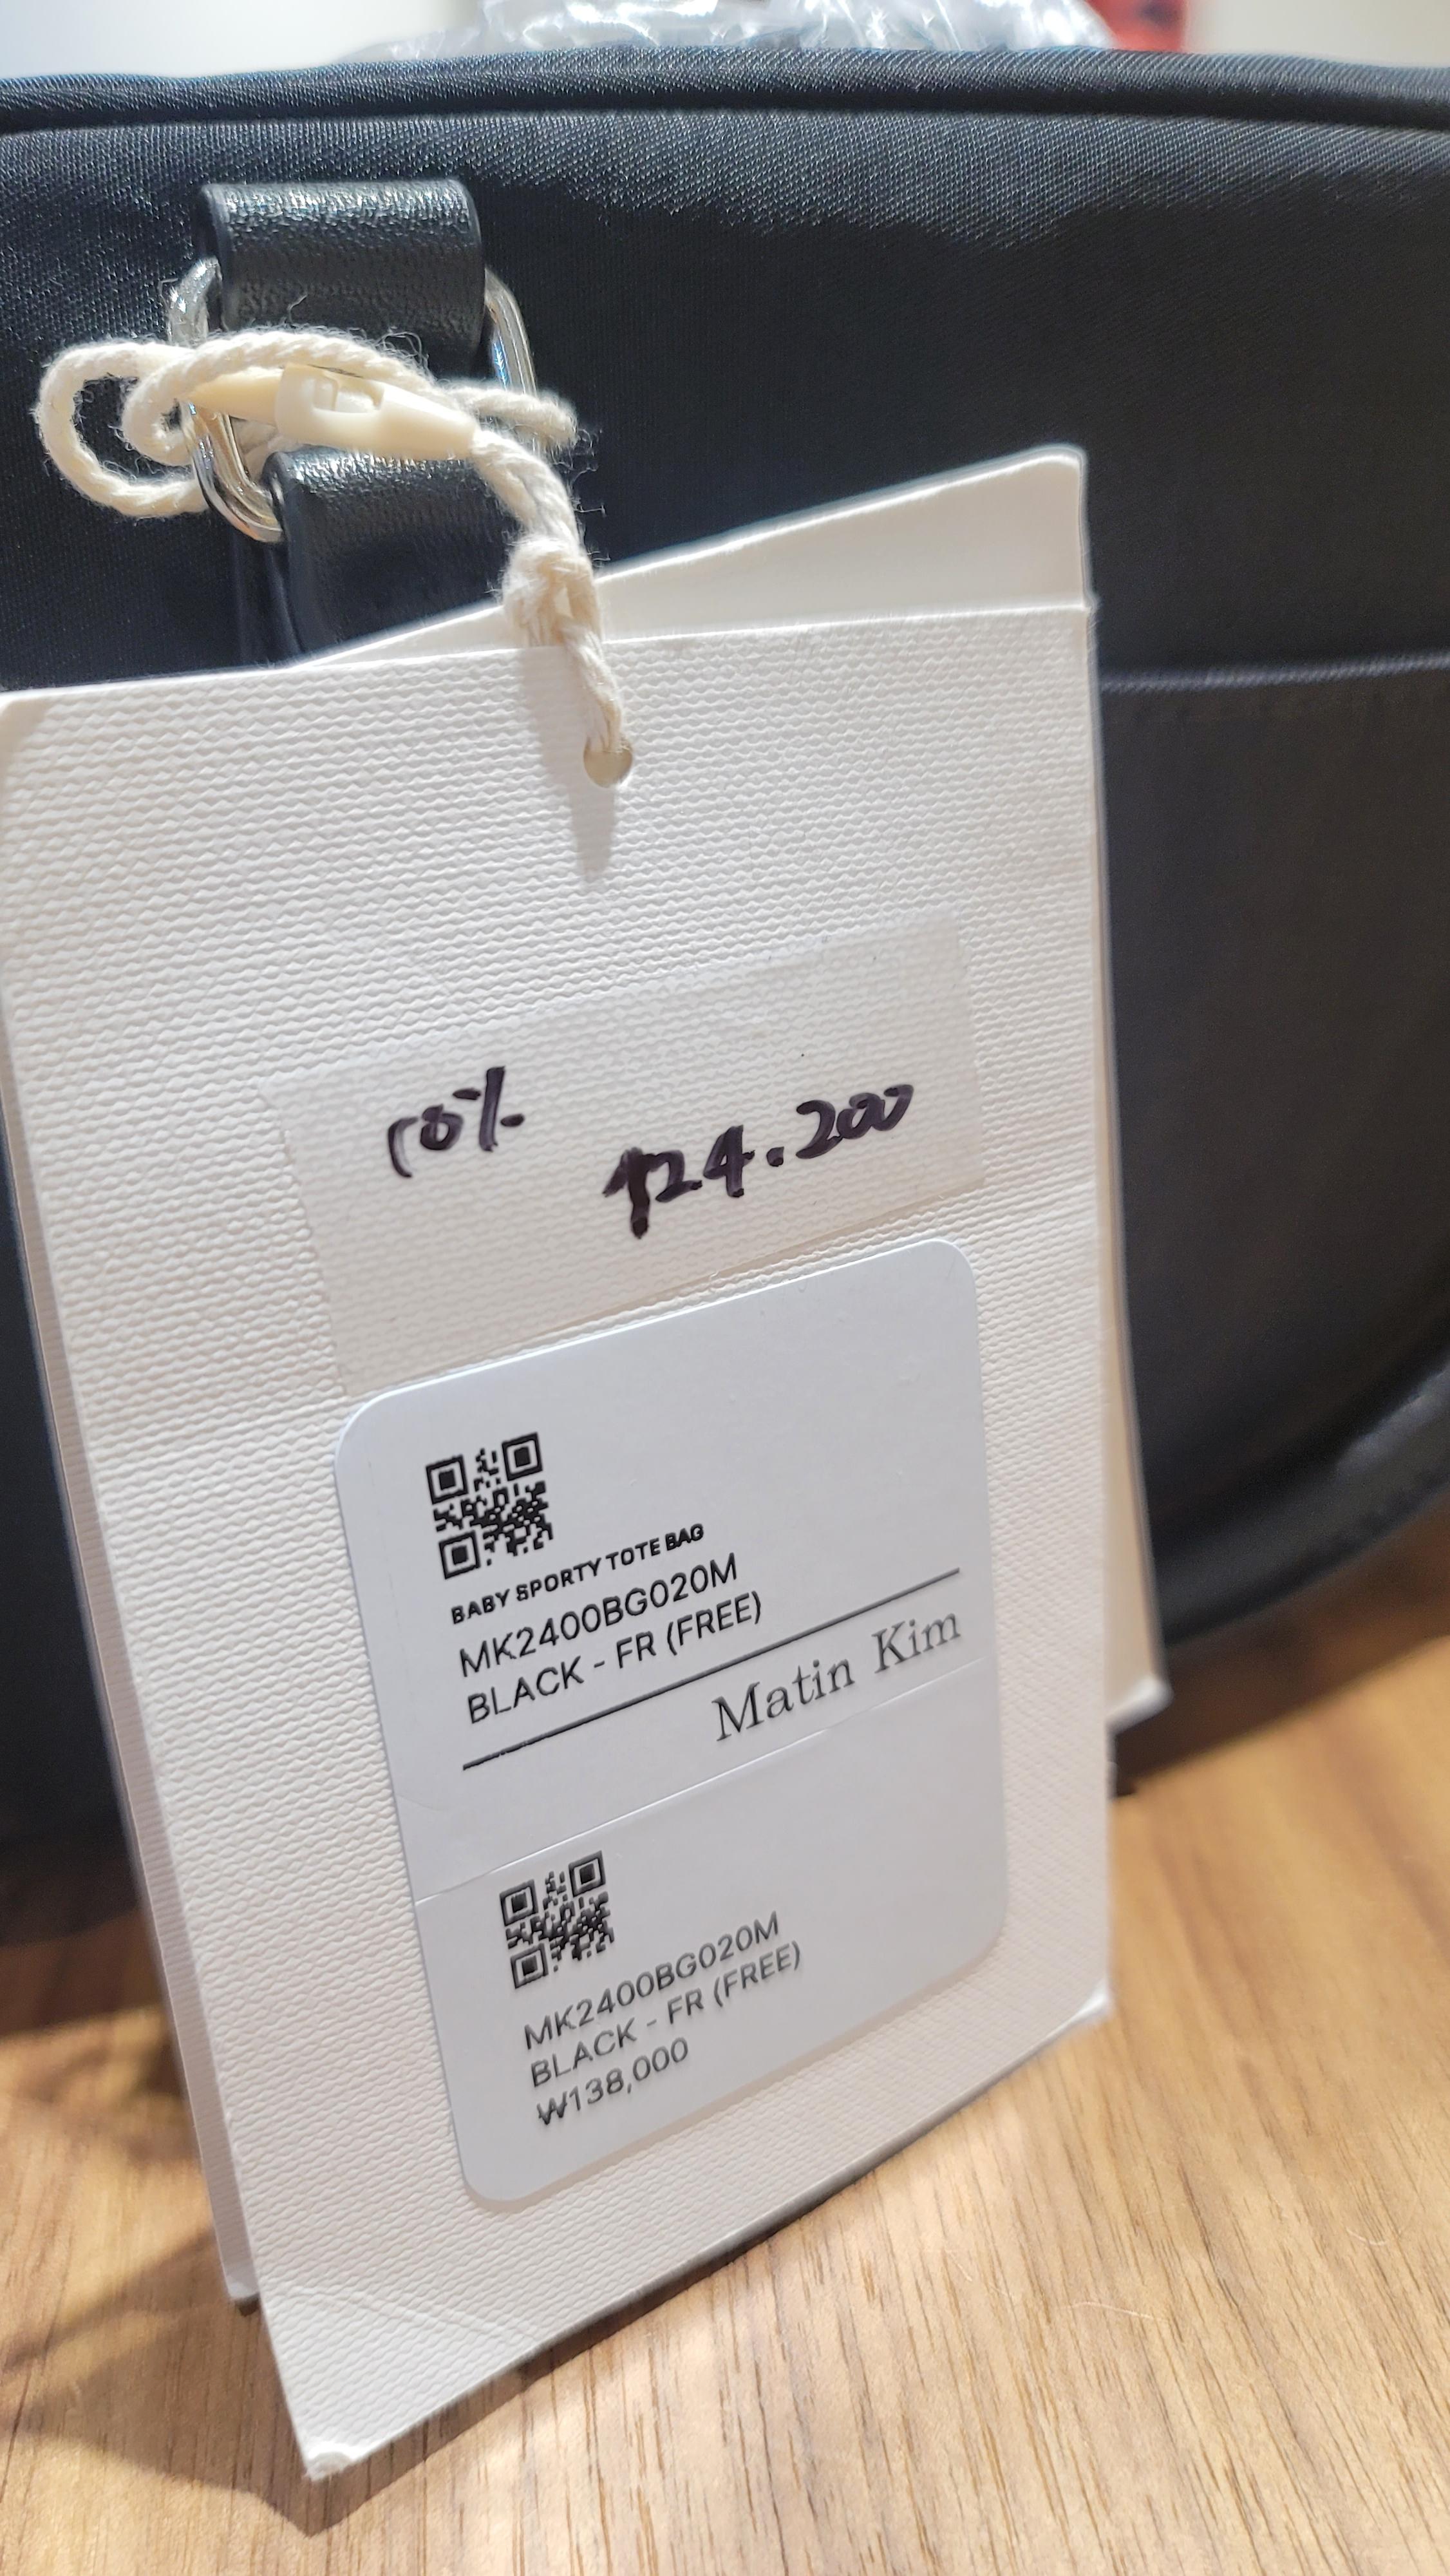 10%
124.200
BABY SPORTY TOTE BAG
MK2400BG020M
BLACK - FR (FREE)
Matin Kim
MK2400BG020M
BLACK - FR (FREE)
₩138,000